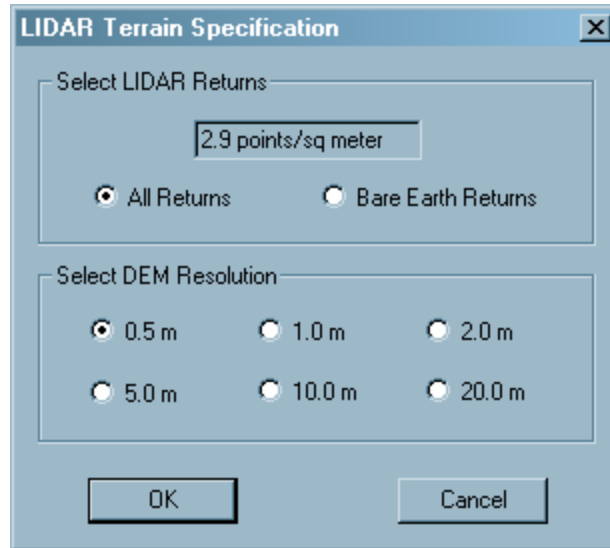 LIDAR Terrain Specification
Select LIDAR Returns
2.9 points/sq meter
All Returns Bare Earth Returns
Select DEM Resolution
0.5 m 1.0 m 2.0 m
5.0 m 10.0 m 20.0 m
OK Cancel